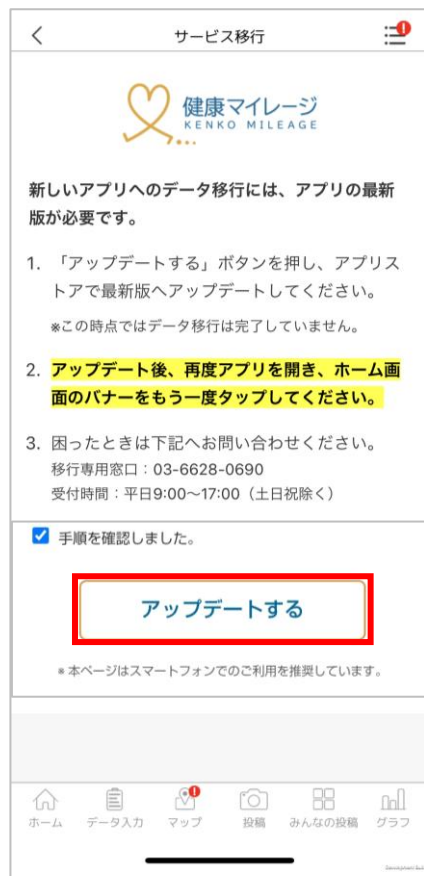 サービス移行
健康マイレージ
KENKO MILEAGE
新しいアプリへのデータ移行には、アプリの最新
版が必要です。
1. 「アップデートする」ボタンを押し、アプリス
トアで最新版へアップデートしてください。
※この時点ではデータ移行は完了していません。
2. アップデート後、再度アプリを開き、ホーム画
面のバナーをもう一度タップしてください。
3. 困ったときは下記へお問い合わせください。
移行専用窓口:03-6628-0690
受付時間:平日9:00~17:00(土日祝除く)
手順を確認しました。
アップデートする
※本ページはスマートフォンでのご利用を推奨しています。
ホーム データ入力 マップ 投稿 みんなの投稿 グラフ